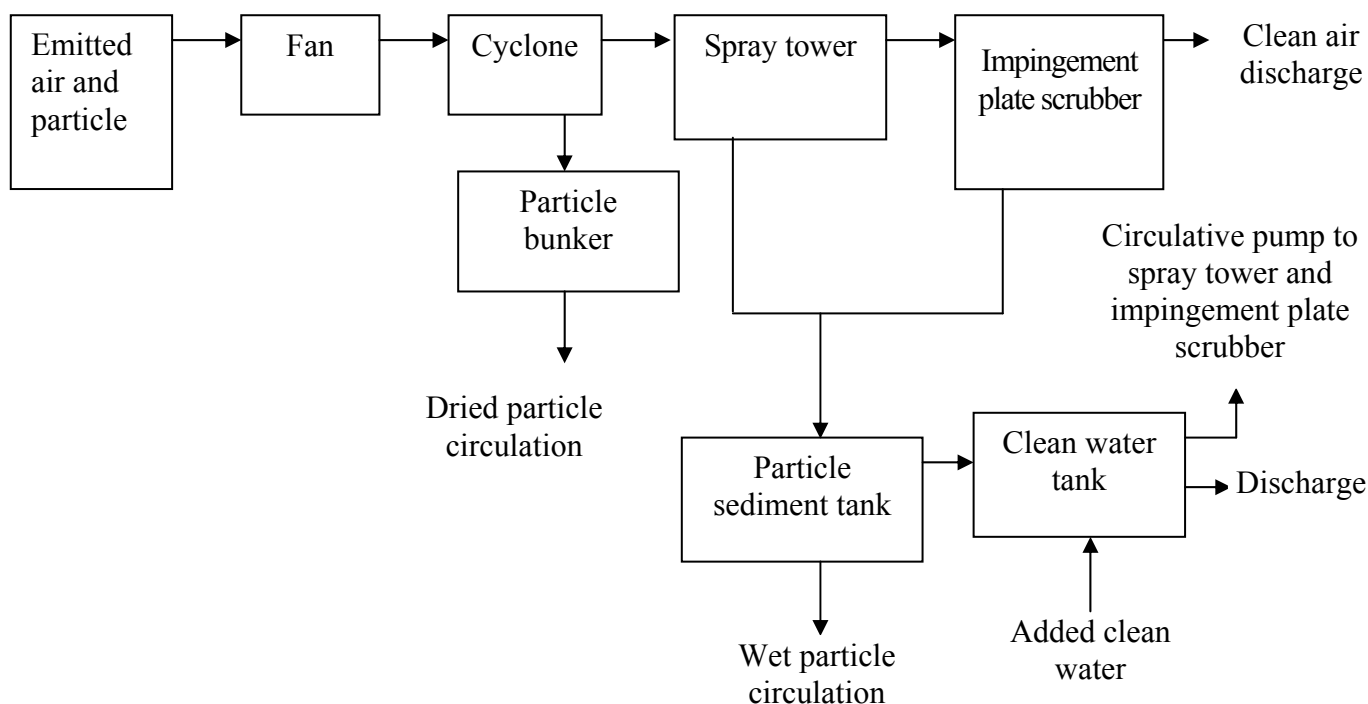 Emitted
air and
particle
Fan
Cyclone
Spray tower
Impingement
plate scrubber
Clean air
discharge
Particle
bunker
Circulative pump to
spray tower and
impingement plate
scrubber
Dried particle
circulation
Particle
sediment tank
Clean water
tank
Discharge
Wet particle
circulation
Added clean
water